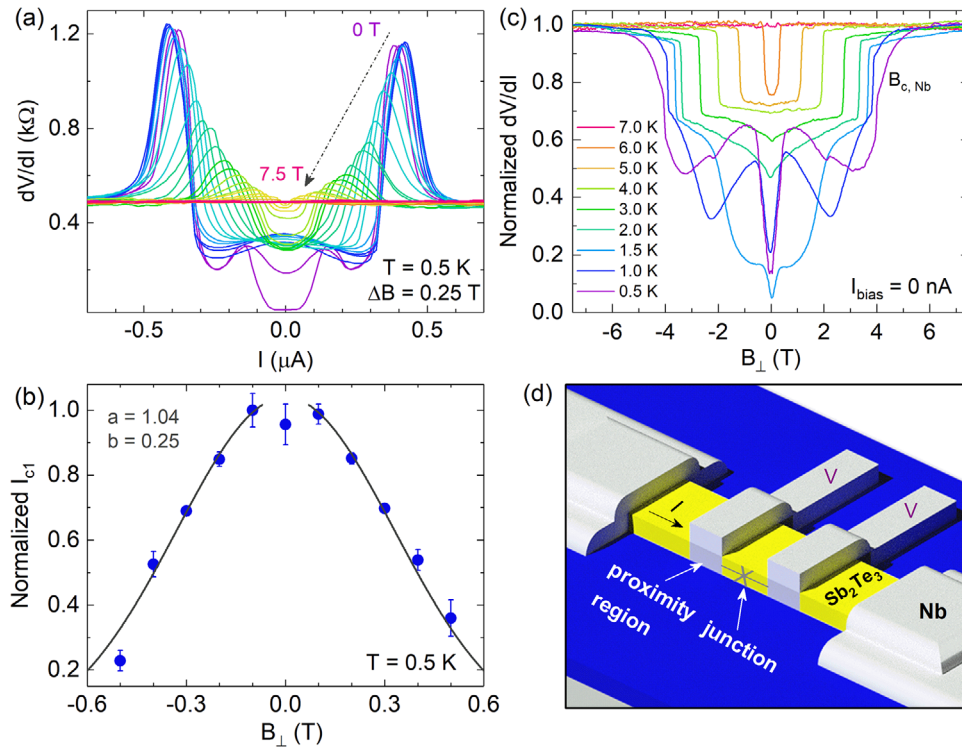 (a)
1.2
0.8
0.4
dV/dI (kΩ)
0 T
7.5 T
T = 0.5 K
ΔB = 0.25 T
-0.5
0.0
0.5
I (μA)
(c)
1.0
0.8
0.6
0.4
0.2
0.0
Normalized dV/dI
B c, Nb
7.0 K
6.0 K
5.0 K
4.0 K
3.0 K
2.0 K
1.5 K
1.0 K
0.5 K
I bias = 0 nA
-6
-4
-2
0
2
4
6
B⊥ (T)
(b)
a = 1.04
b = 0.25
1.0
0.8
0.6
0.4
0.2
Normalized I c1
T = 0.5 K
-0.6
-0.3
0.0
0.3
0.6
B⊥ (T)
(d)
I
V
V
proximity
region
junction
Sb2Te3
Nb